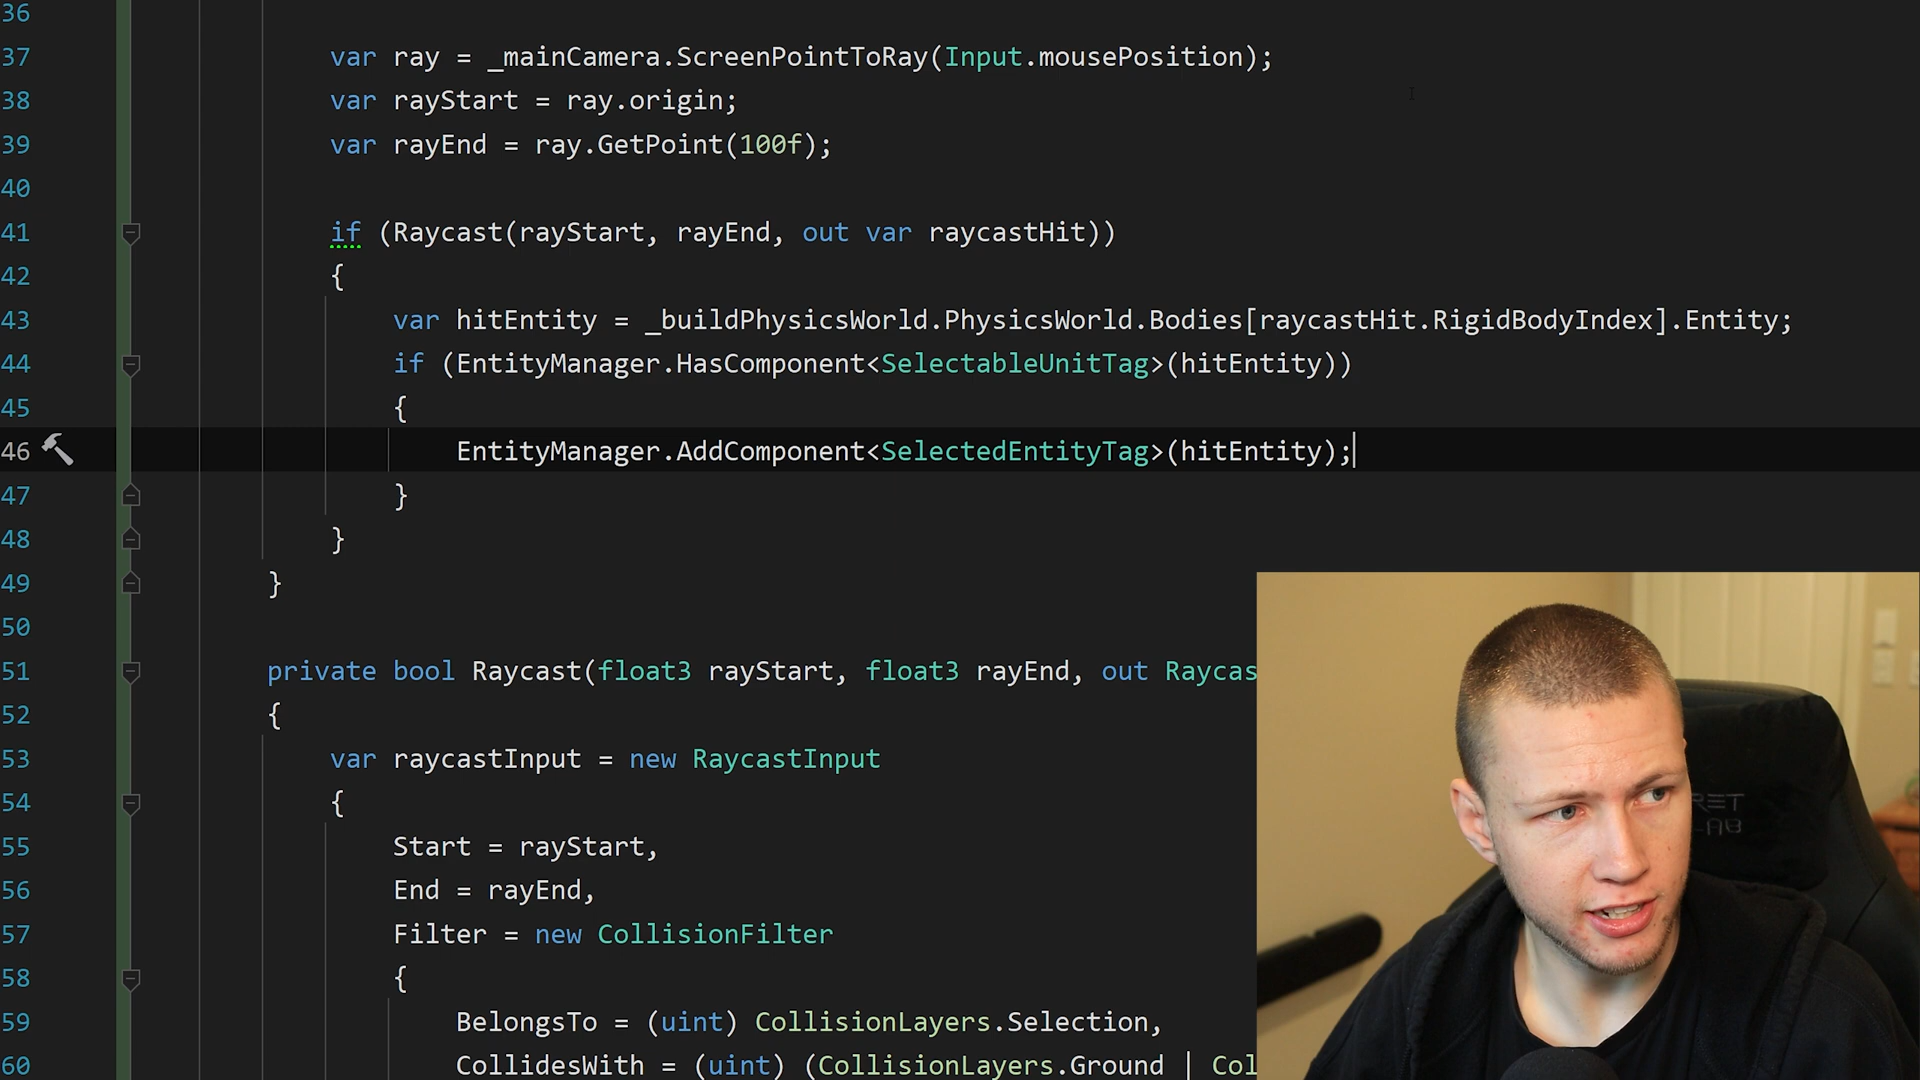 36
37 var ray = _mainCamera.ScreenPointToRay(Input.mousePosition);
38 var rayStart = ray.origin;
39 var rayEnd = ray.GetPoint(100f);
40
41 if (Raycast(rayStart, rayEnd, out var raycastHit))
42 {
43 var hitEntity = _buildPhysicsWorld.PhysicsWorld.Bodies[raycastHit.RigidBodyIndex].Entity;
44 if (EntityManager.HasComponent<SelectableUnitTag>(hitEntity))
45 {
46 EntityManager.AddComponent<SelectedEntityTag>(hitEntity);
47 }
48 }
49 }
50
51 private bool Raycast(float3 rayStart, float3 rayEnd, out Raycas
52 {
53 var raycastInput = new RaycastInput
54 {
55 Start = rayStart,
56 End = rayEnd,
57 Filter = new CollisionFilter
58 {
59 BelongsTo = (uint) CollisionLayers.Selection,
60 CollidesWith = (uint) (CollisionLayers.Ground | Col